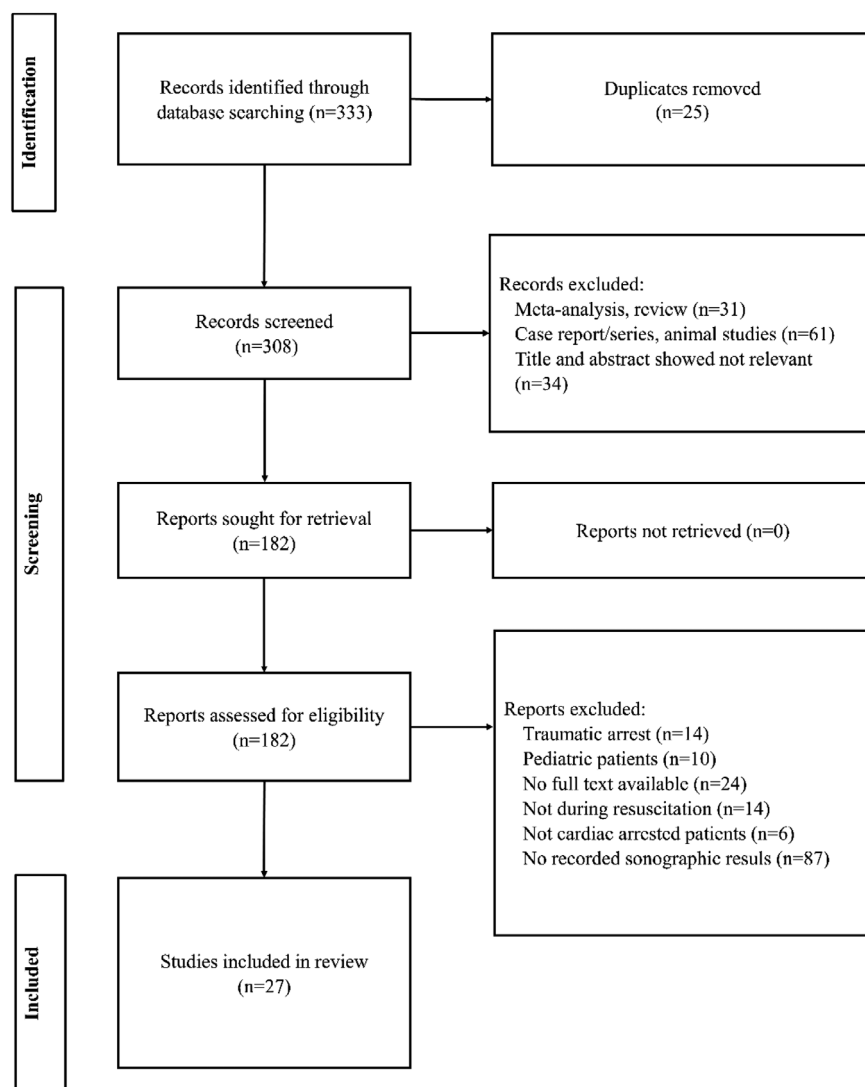 Identification
Records identified through
database searching (n=333)
Duplicates removed
(n=25)
Screening
Records screened
(n=308)
Records excluded:
Meta-analysis, review (n=31)
Case report/series, animal studies (n=61)
Title and abstract showed not relevant
(n=34)
Reports sought for retrieval
(n=182)
Reports not retrieved (n=0)
Reports assessed for eligibility
(n=182)
Reports excluded:
Traumatic arrest (n=14)
Pediatric patients (n=10)
No full text available (n=24)
Not during resuscitation (n=14)
Not cardiac arrested patients (n=6)
No recorded sonographic resuls (n=87)
Included
Studies included in review
(n=27)